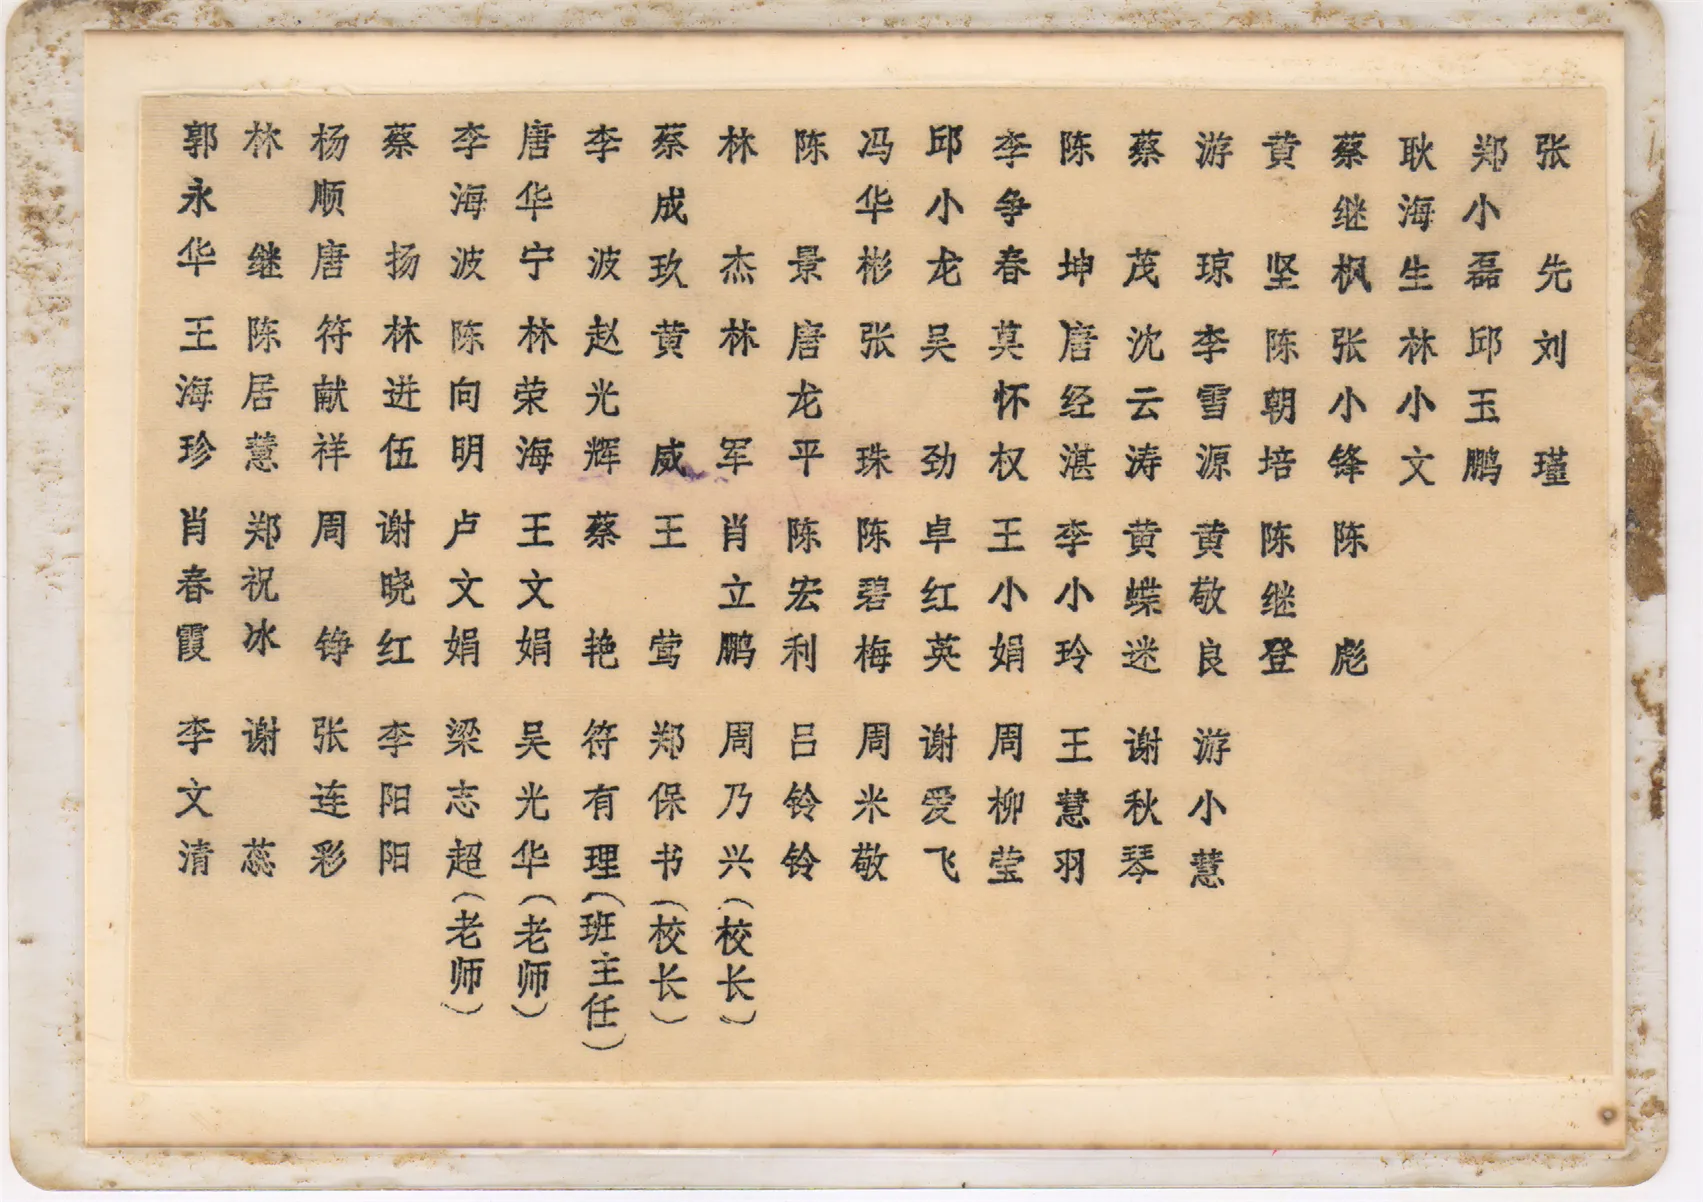 郭永华 林继 杨顺唐 蔡扬 李海波 唐华宁 李波 蔡成玖 林杰 陈景 冯华彬 邱小龙 李争春 陈坤 蔡茂 游琼 黄坚 蔡继枫 耿海生 郑小磊 张先
王海珍 陈居慧 符献祥 林进伍 陈向明 林荣海 赵光辉 黄威 林军 唐龙平 张珠 吴劲 莫怀权 唐经湛 沈云涛 李雪源 陈朝培 张小锋 林小文 邱玉鹏 刘瑾
肖春霞 郑祝冰 周铮 谢晓红 卢文娟 王文娟 蔡艳 王莺 肖立鹏 陈宏利 陈碧梅 卓红英 王小娟 李小玲 黄蝶迷 黄敬良 陈继登 陈彪
李文清 谢蕊 张连彩 李阳阳 梁志超(老师) 吴光华(老师) 符有理(班主任) 郑保书(校长) 周乃兴(校长) 吕铃铃 周米敬 谢爱飞 周柳莹 王慧羽 谢秋琴 游小慧